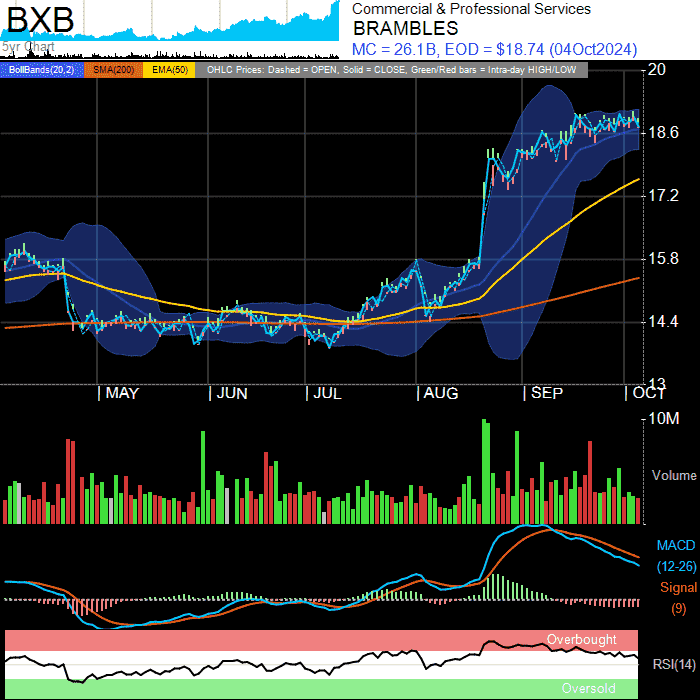 BXB
5yr Chart
Commercial & Professional Services
BRAMBLES
MC = 26.1B, EOD = $18.74 (04Oct2024)
BollBands(20,2) SMA(200) EMA(50) OHLC Prices: Dashed = OPEN, Solid = CLOSE, Green/Red bars = Intra-day HIGH/LOW
20
18.6
17.2
15.8
14.4
13
MAY JUN JUL AUG SEP OCT
10M
Volume
MACD
(12-26)
Signal
(9)
Overbought
RSI(14)
Oversold